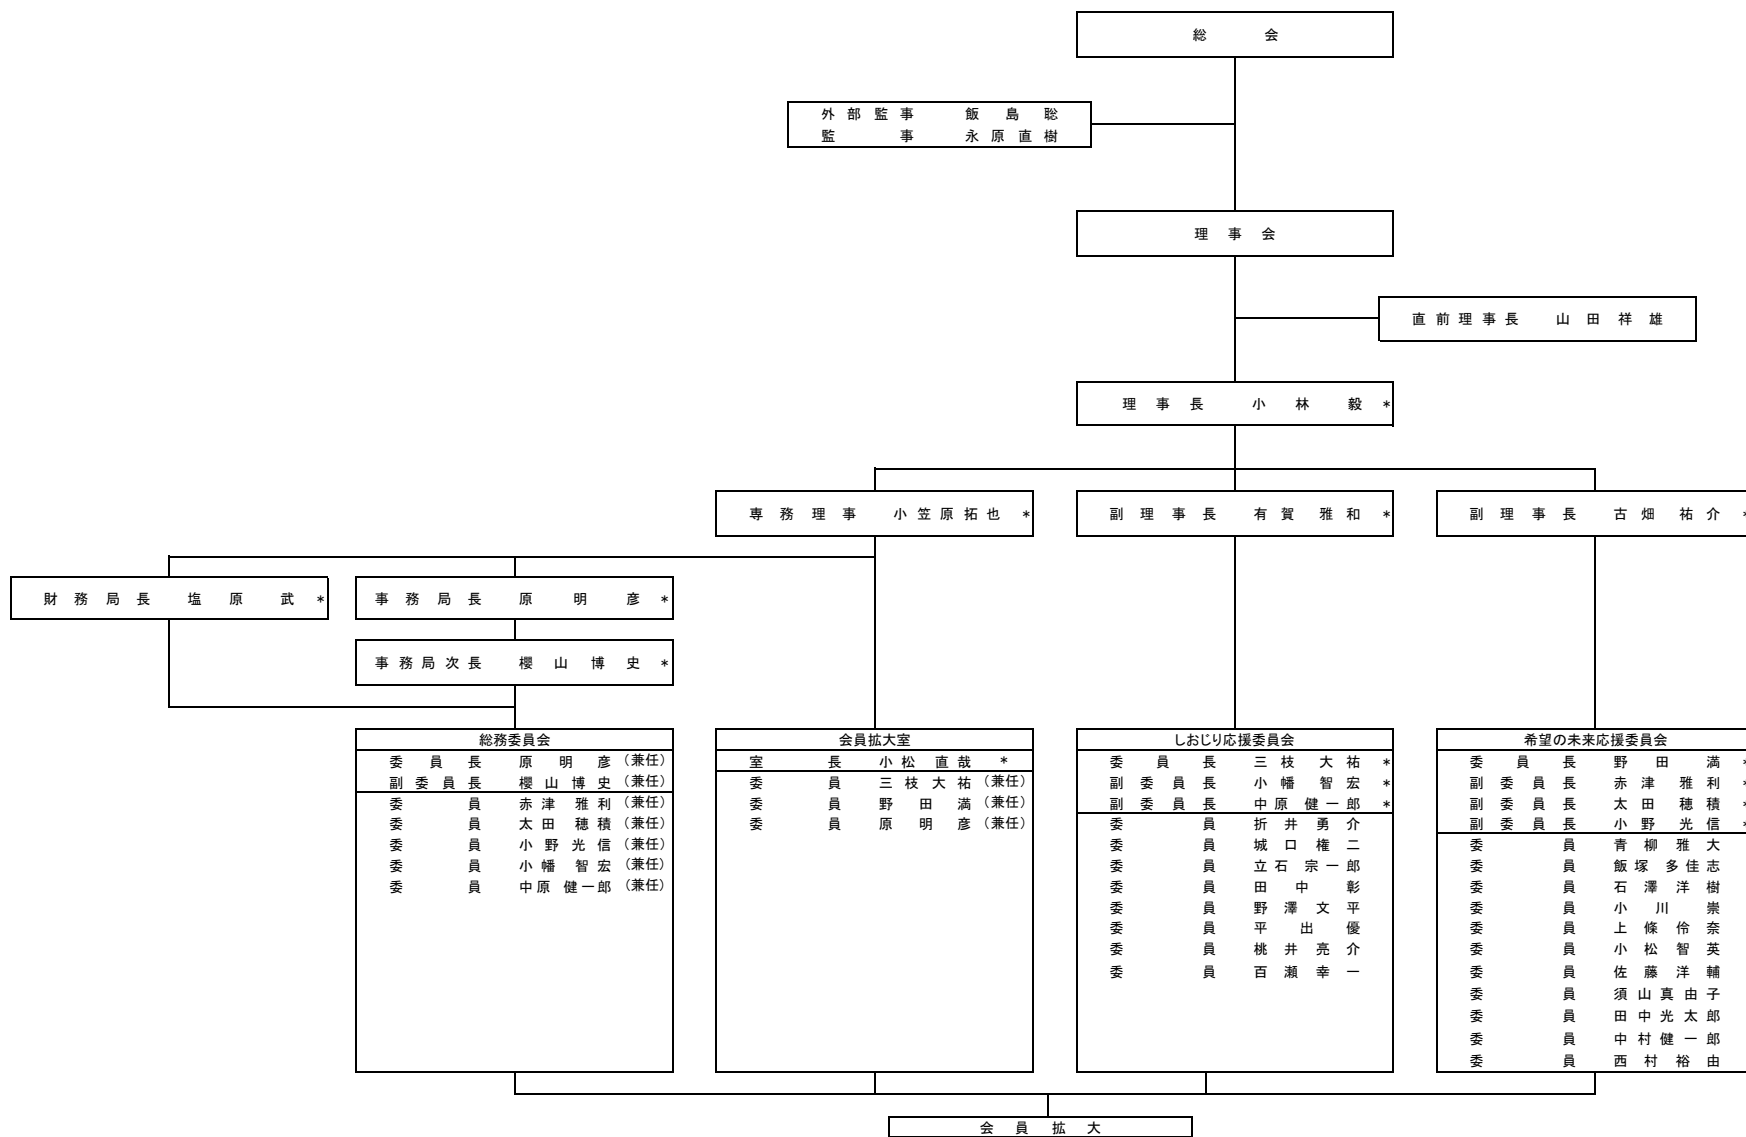 総会
外部監事 飯島聡
監事 永原直樹
理事会
直前理事長 山田祥雄
理事長 小林毅 *
専務理事 小笠原拓也 *
副理事長 有賀雅和 *
副理事長 古畑祐介 *
財務局長 塩原武 *
事務局長 原明彦 *
事務局次長 櫻山博史 *
総務委員会
委員長 原明彦（兼任）
副委員長 櫻山博史（兼任）
委員 赤津雅利（兼任）
委員 太田穂積（兼任）
委員 小野光信（兼任）
委員 小幡智宏（兼任）
委員 中原健一郎（兼任）
会員拡大室
室長 小松直哉 *
委員 三枝大祐（兼任）
委員 野田満（兼任）
委員 原明彦（兼任）
しおじり応援委員会
委員長 三枝大祐 *
副委員長 小幡智宏 *
副委員長 中原健一郎 *
委員 折井勇介
委員 城口権二
委員 立石宗一郎
委員 田中彰
委員 野澤文平
委員 平出優
委員 桃井亮介
委員 百瀬幸一
希望の未来応援委員会
委員長 野田満 *
副委員長 赤津雅利 *
副委員長 太田穂積 *
副委員長 小野光信 *
委員 青柳雅大
委員 飯塚多佳志
委員 石澤洋樹
委員 小川崇
委員 上條伶奈
委員 小松智英
委員 佐藤洋輔
委員 須山真由子
委員 田中光太郎
委員 中村健一郎
委員 西村裕由
会員拡大